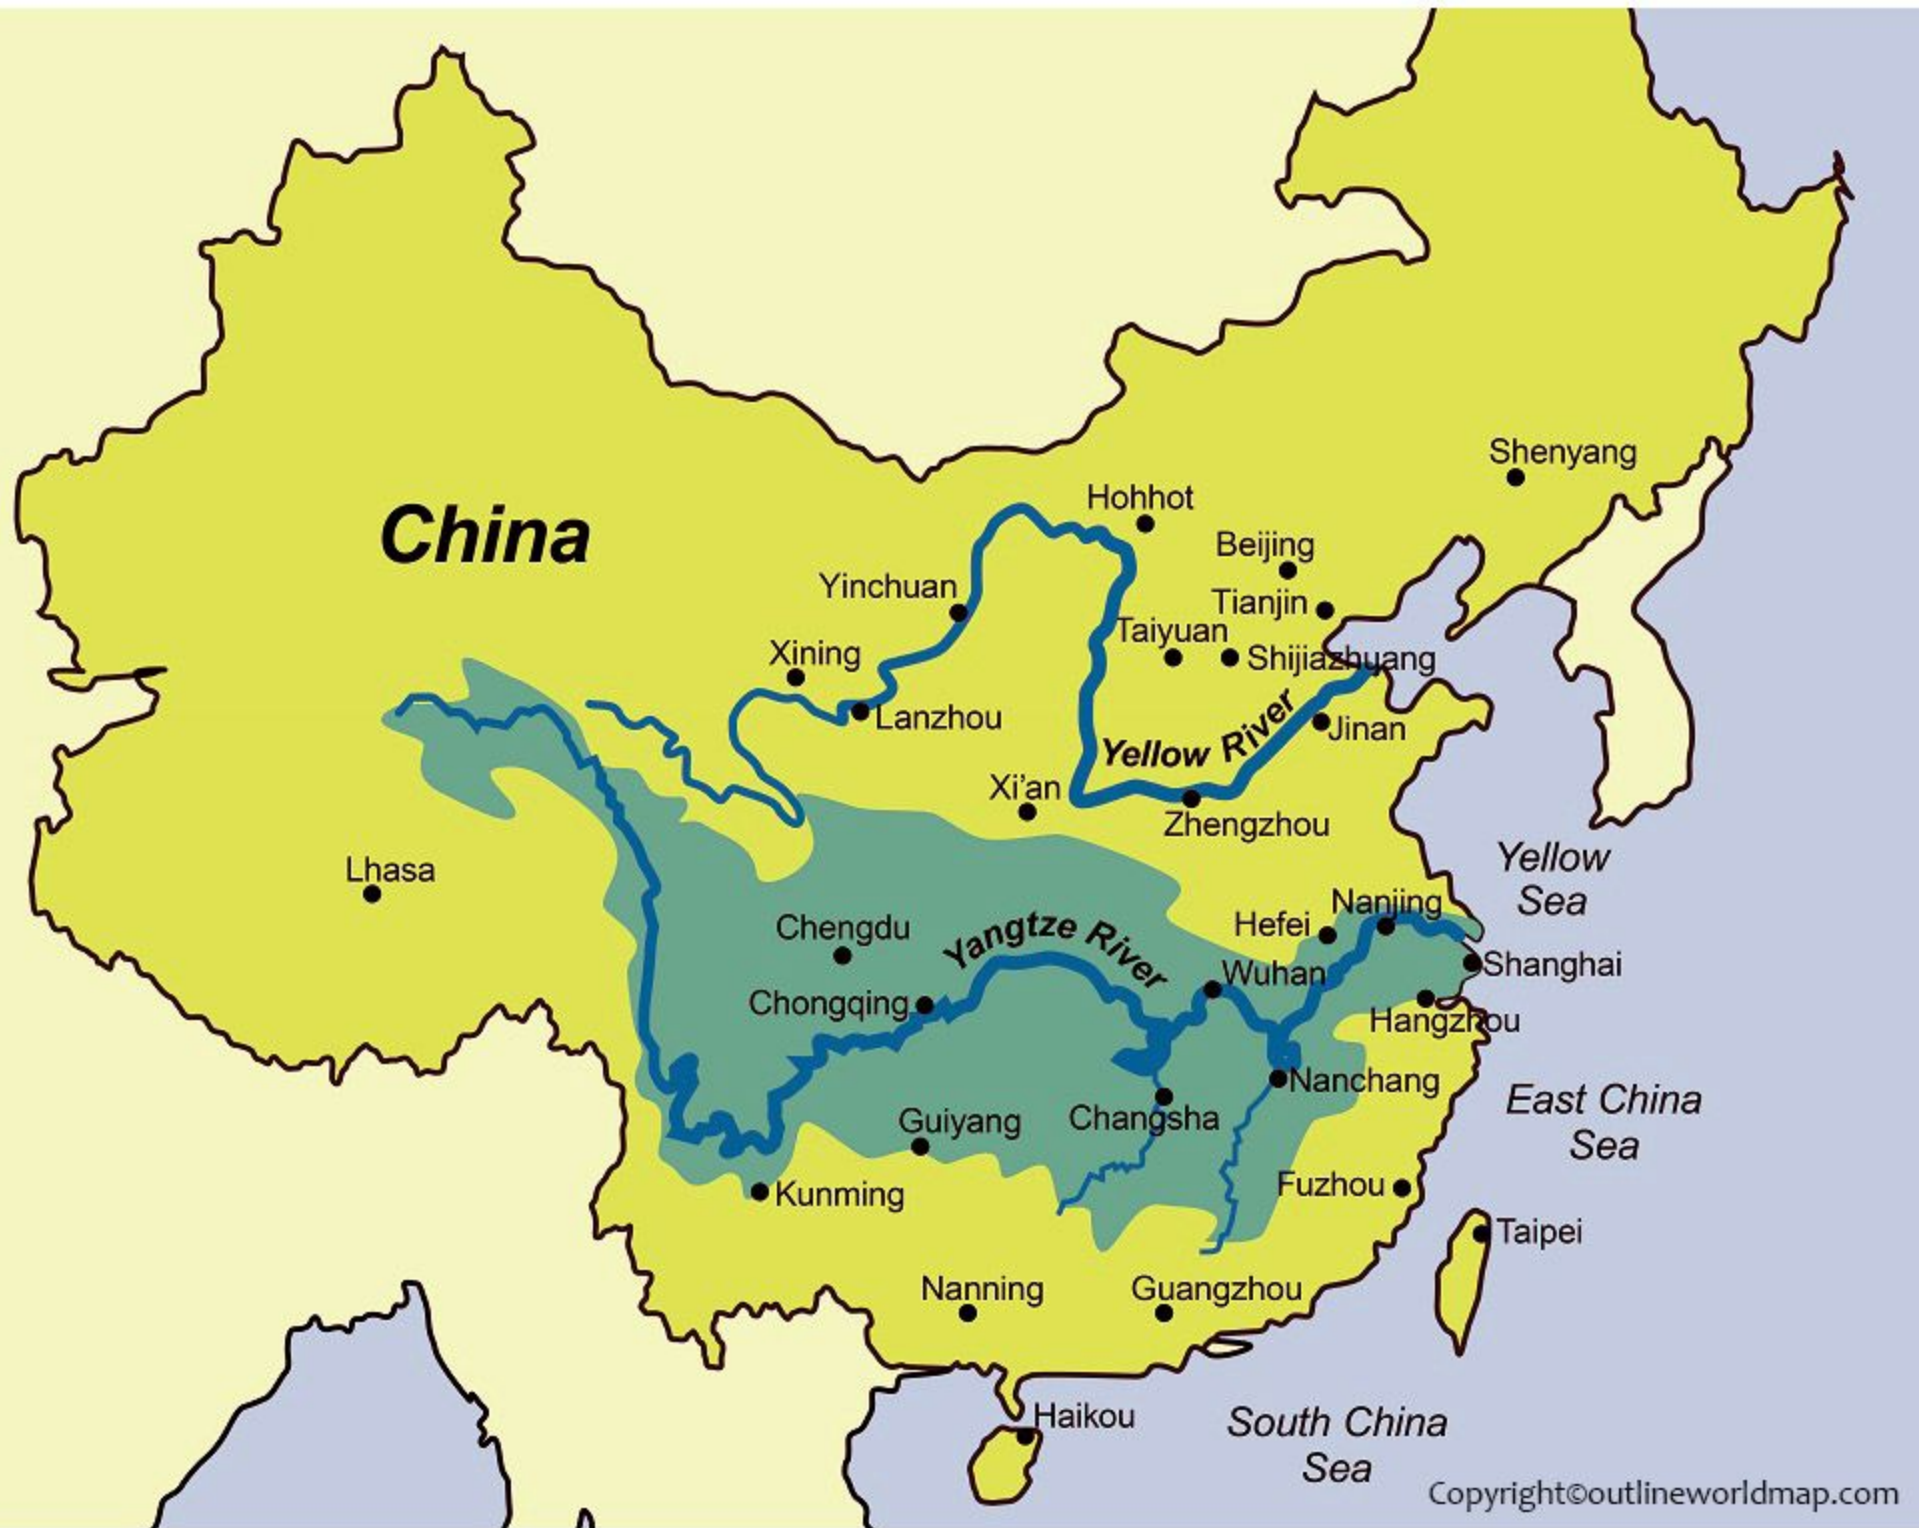 Shenyang
Hohhot
China
Beijing
Yinchuan
Tianjin
Taiyuan
Xining
Shijiazhuang
Lanzhou
Yellow River
Jinan
Xi'an
Zhengzhou
Yellow
Sea
Lhasa
Nanjing
Chengdu
Yangtze River
Hefei
Wuhan
Shanghai
Chongqing
Hangzhou
Nanchang
East China
Sea
Guiyang
Changsha
Kunming
Fuzhou
Taipei
Nanning
Guangzhou
Haikou
South China
Sea
Copyright©outlineworldmap.com